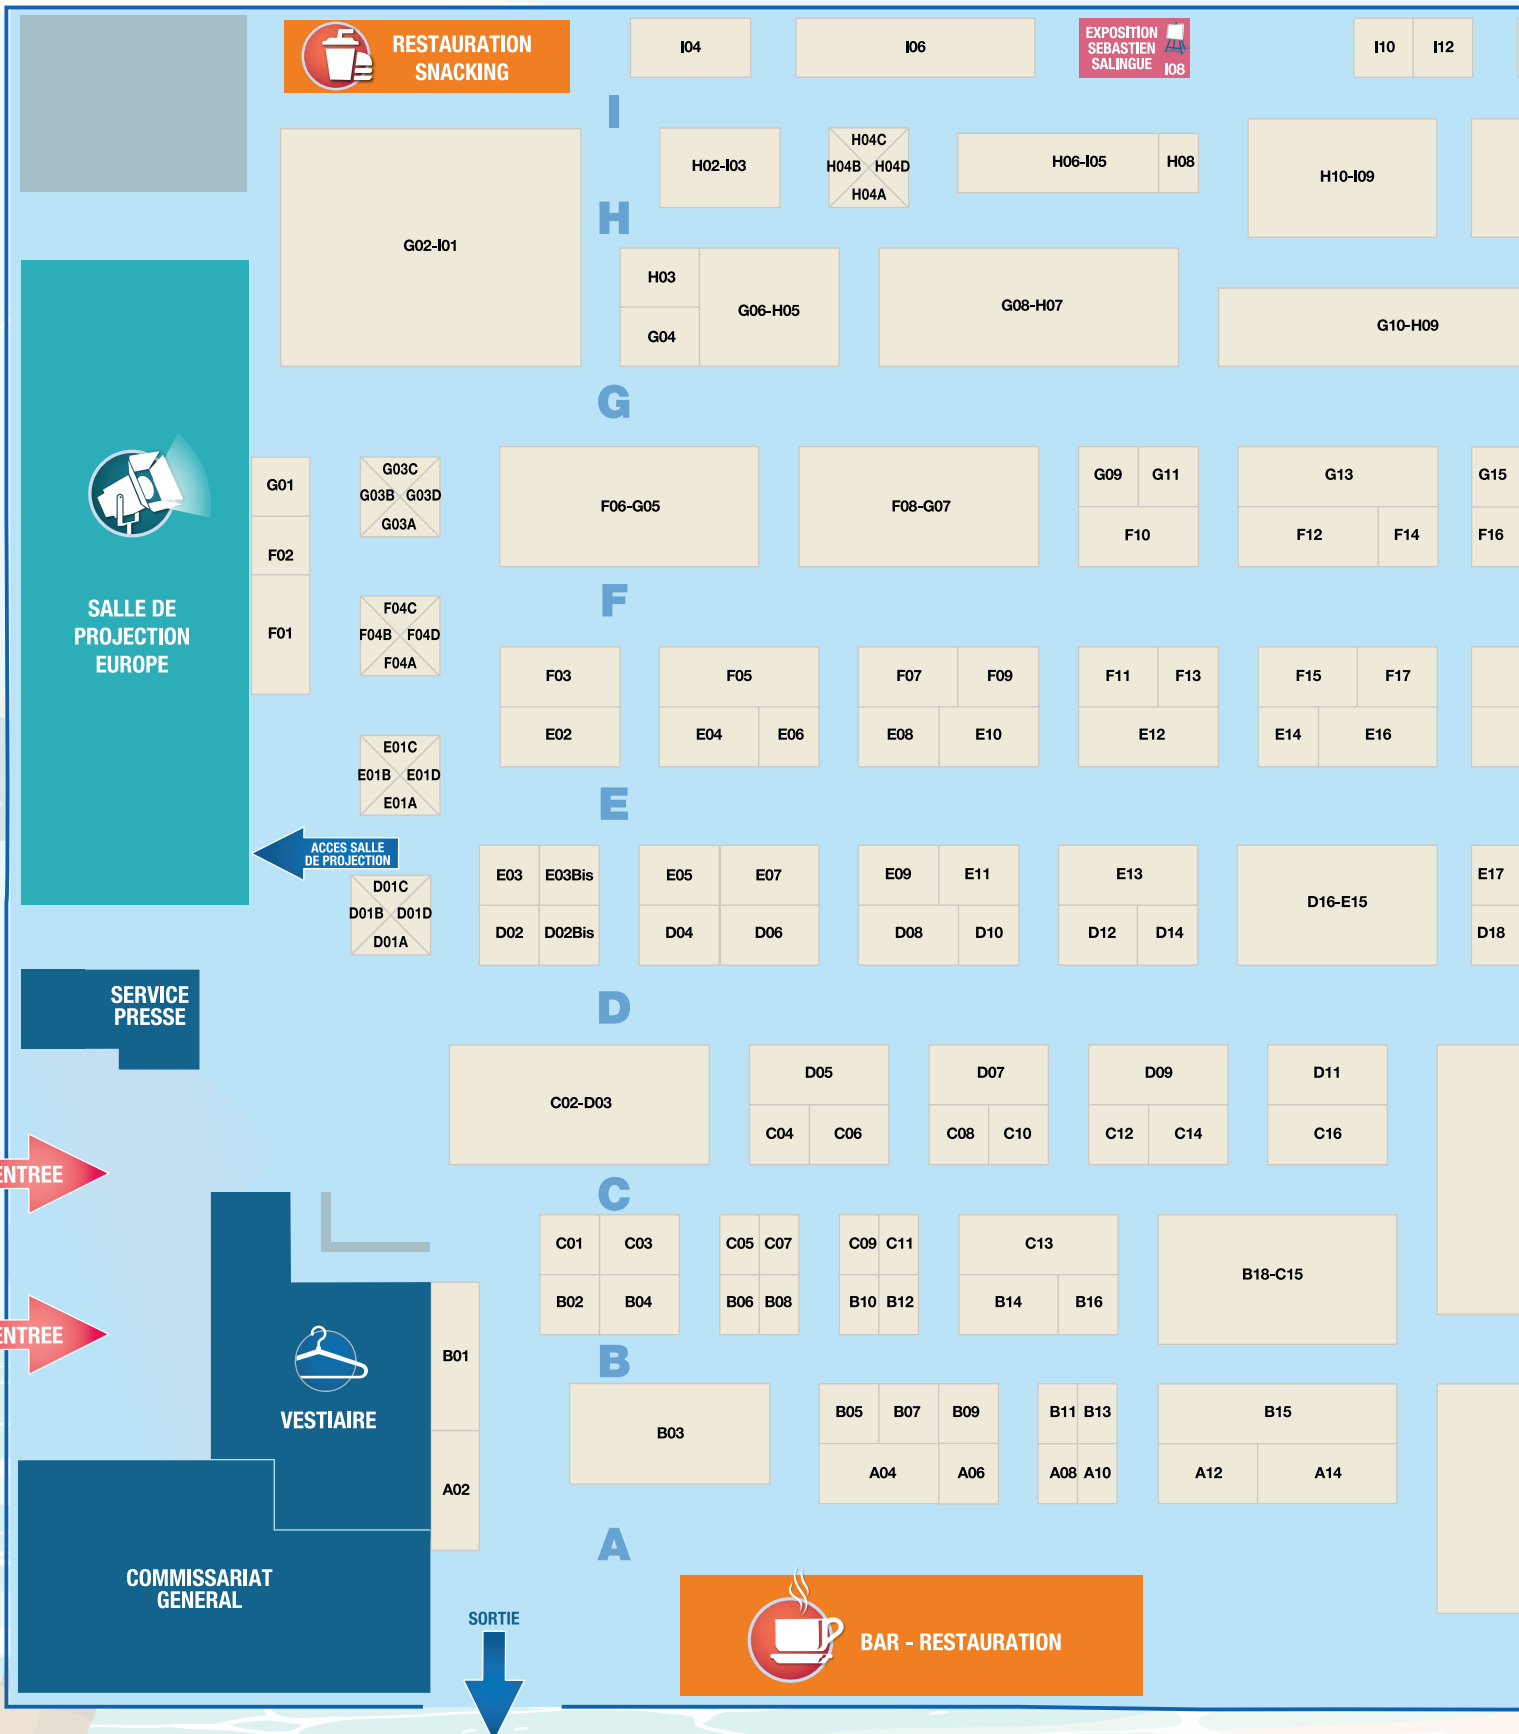 RESTAURATION
SNACKING
I04
I06
EXPOSITION
SEBASTIEN
SALINGUE
I08
I10
I12
I
H02-I03
H04C
H04B
H04D
H04A
H06-I05
H08
H10-I09
H
G02-I01
H03
G04
G06-H05
G08-H07
G10-H09
G
G01
F02
F01
G03C
G03B
G03D
G03A
F06-G05
F08-G07
G09
G11
F10
G13
F12
F14
G15
F16
SALLE DE
PROJECTION
EUROPE
F
F04C
F04B
F04D
F04A
F03
E02
F05
E04
E06
F07
F09
E08
E10
F11
F13
E12
F15
F17
E14
E16
E01C
E01B
E01D
E01A
E
ACCES SALLE
DE PROJECTION
D01C
D01B
D01D
D01A
E03
E03Bis
D02
D02Bis
E05
E07
D04
D06
E09
E11
D08
D10
E13
D12
D14
D16-E15
E17
D18
SERVICE
PRESSE
D
C02-D03
D05
C04
C06
D07
C08
C10
D09
C12
C14
D11
C16
ENTREE
C
C01
C03
B02
B04
C05
C07
B06
B08
C09
C11
B10
B12
C13
B14
B16
B18-C15
ENTREE
B
VESTIAIRE
B01
A02
B03
B05
B07
B09
A04
A06
B11
B13
A08
A10
B15
A12
A14
A
COMMISSARIAT
GENERAL
SORTIE
BAR - RESTAURATION